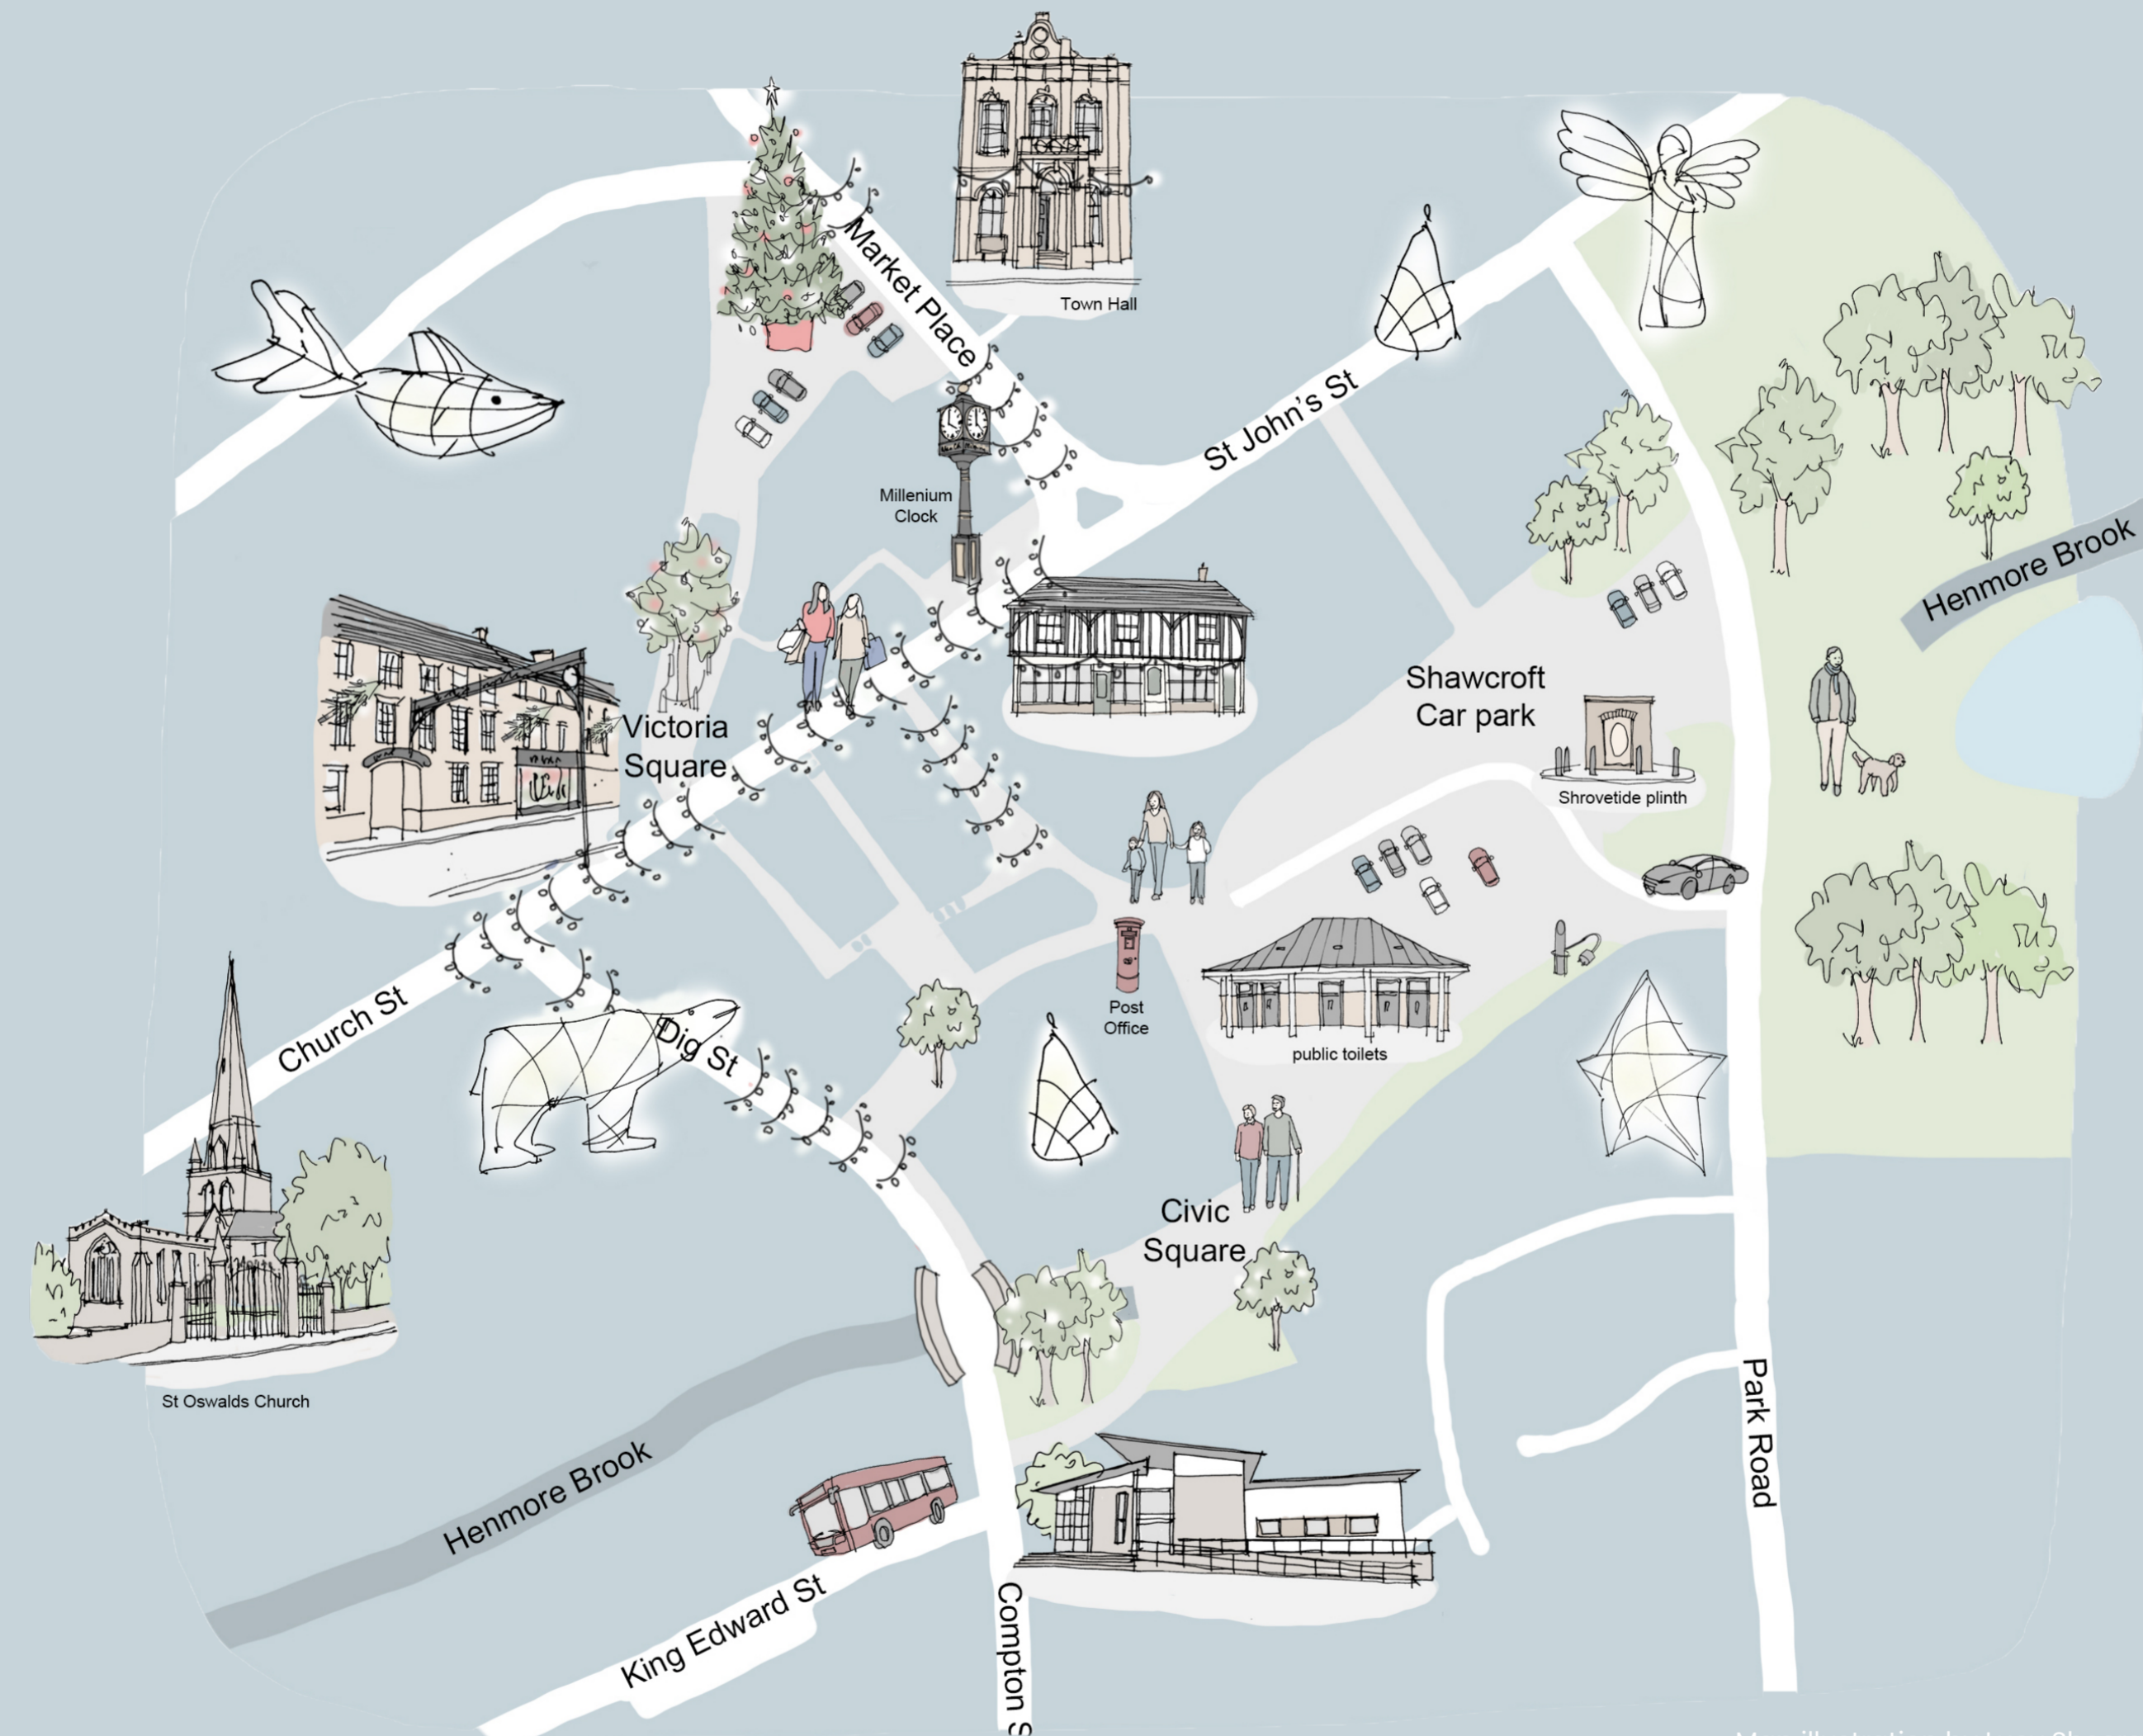 Town Hall
Market Place
St John's St
Millenium
Clock
Henmore Brook
Shawcroft
Car park
Victoria
Square
Shrovetide plinth
Church St
Dig St
Post
Office
public toilets
Civic
Square
St Oswalds Church
Park Road
Henmore Brook
King Edward St
Compton S